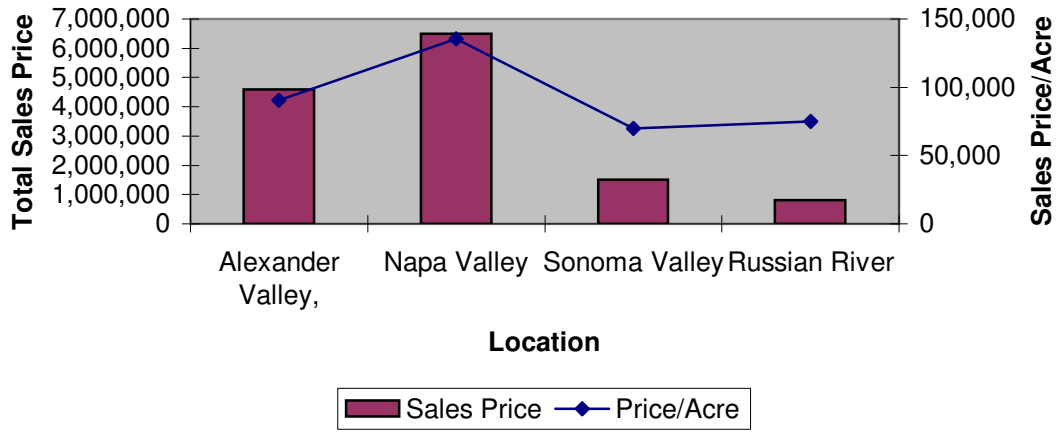 Total Sales Price
7,000,000
6,000,000
5,000,000
4,000,000
3,000,000
2,000,000
1,000,000
0
150,000
100,000
50,000
0
Sales Price/Acre
Alexander
Valley,
Napa Valley
Sonoma Valley
Russian River
Location
Sales Price
Price/Acre